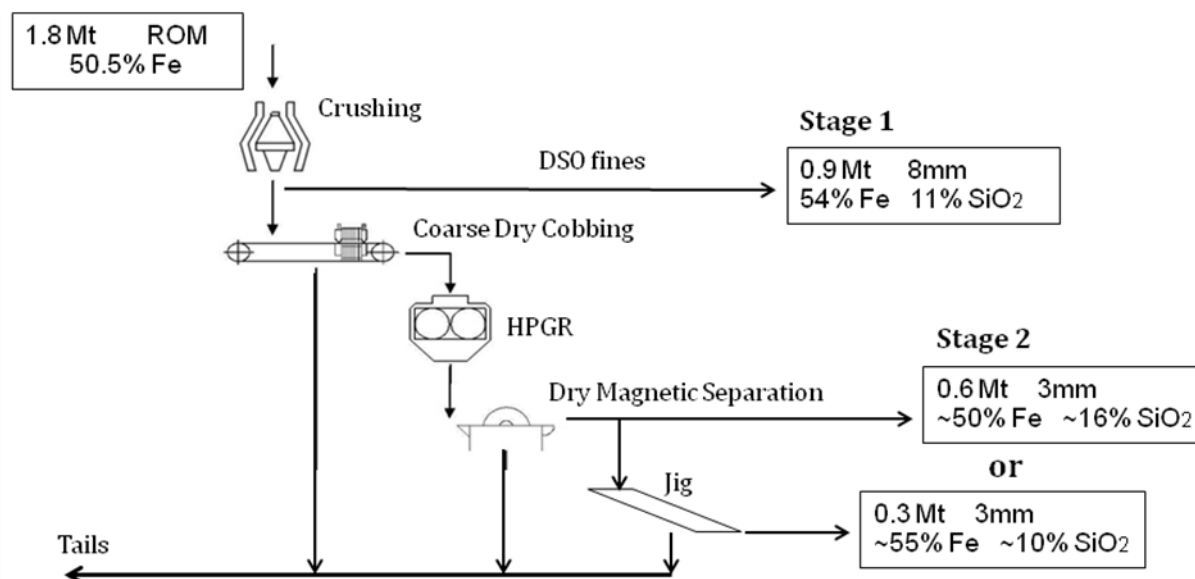 1.8 Mt ROM
50.5% Fe
Crushing
Stage 1
DSO fines
0.9 Mt 8mm
54% Fe 11% SiO2
Coarse Dry Cobbing
HPGR
Stage 2
Dry Magnetic Separation
0.6 Mt 3mm
~50% Fe ~16% SiO2
or
Jig
0.3 Mt 3mm
~55% Fe ~10% SiO2
Tails